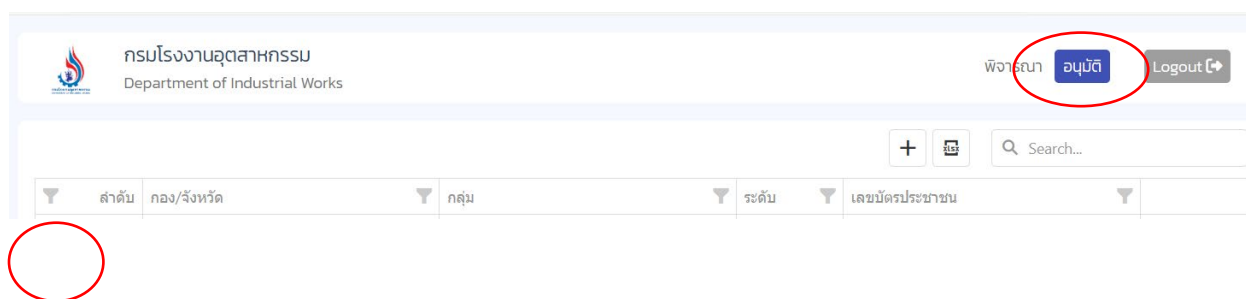 กรมโรงงานอุตสาหกรรม
Department of Industrial Works
พิจารณา อนุมัติ Logout
xlsx Search...
ลำดับ กอง/จังหวัด กลุ่ม ระดับ เลขบัตรประชาชน